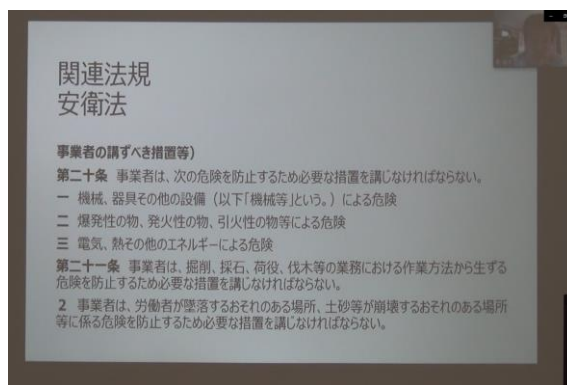 関連法規
安衛法
事業者の講ずべき措置等)
第二十条 事業者は、次の危険を防止するため必要な措置を講じなければならない。
一 機械、器具その他の設備（以下「機械等」という。）による危険
二 爆発性の物、発火性の物、引火性の物等による危険
三 電気、熱その他のエネルギーによる危険
第二十一条 事業者は、掘削、採石、荷役、伐木等の業務における作業方法から生ずる
危険を防止するため必要な措置を講じなければならない。
2 事業者は、労働者が墜落するおそれのある場所、土砂等が崩壊するおそれのある場所
等に係る危険を防止するため必要な措置を講じなければならない。